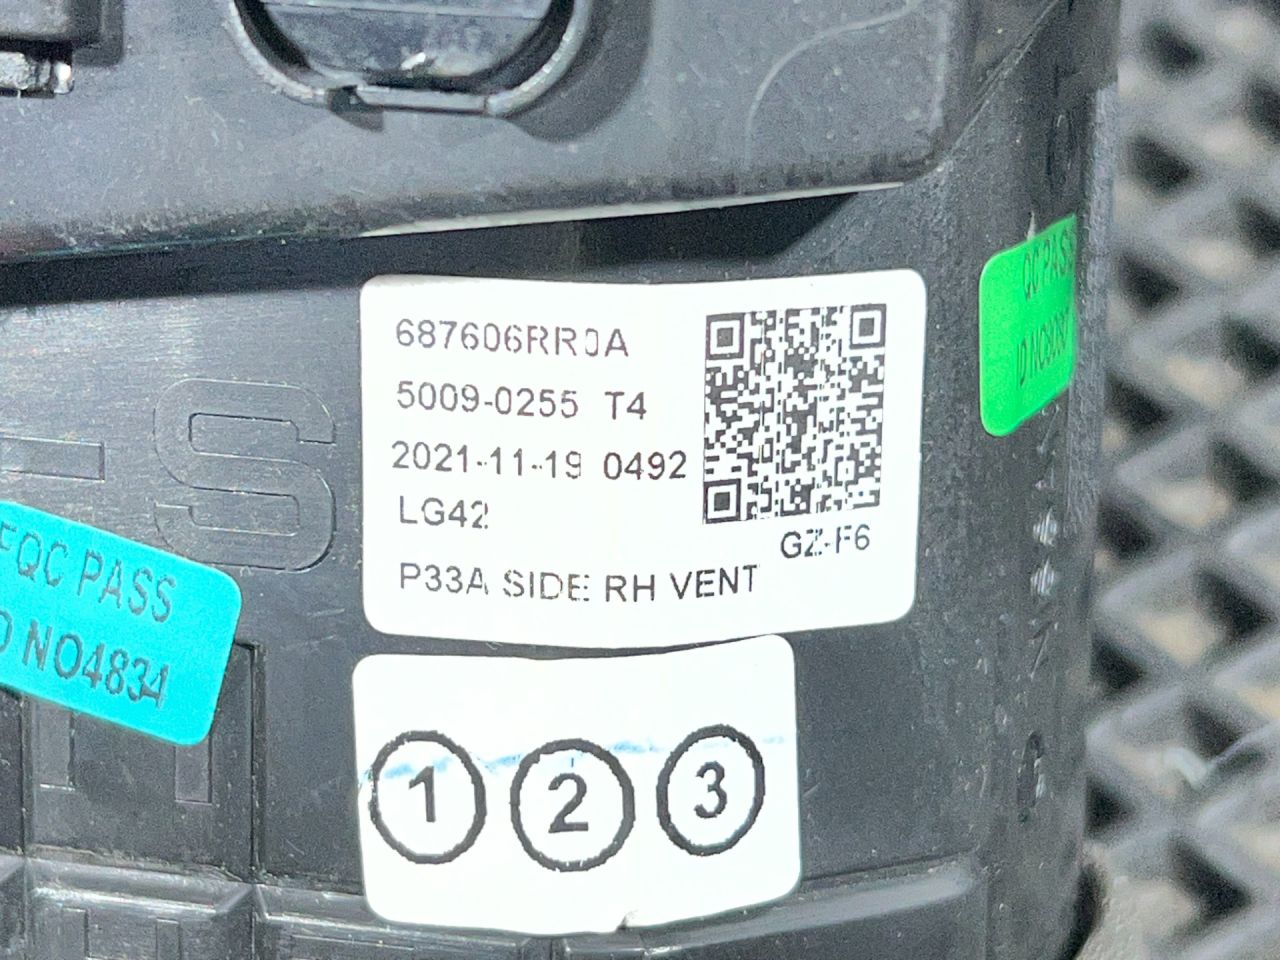 687606RR0A
5009-0255 T4
2021-11-19 0492
LG42
GZ-F6
P33A SIDE RH VENT
1 2 3
QC PASS
FQC PASS
NO4834